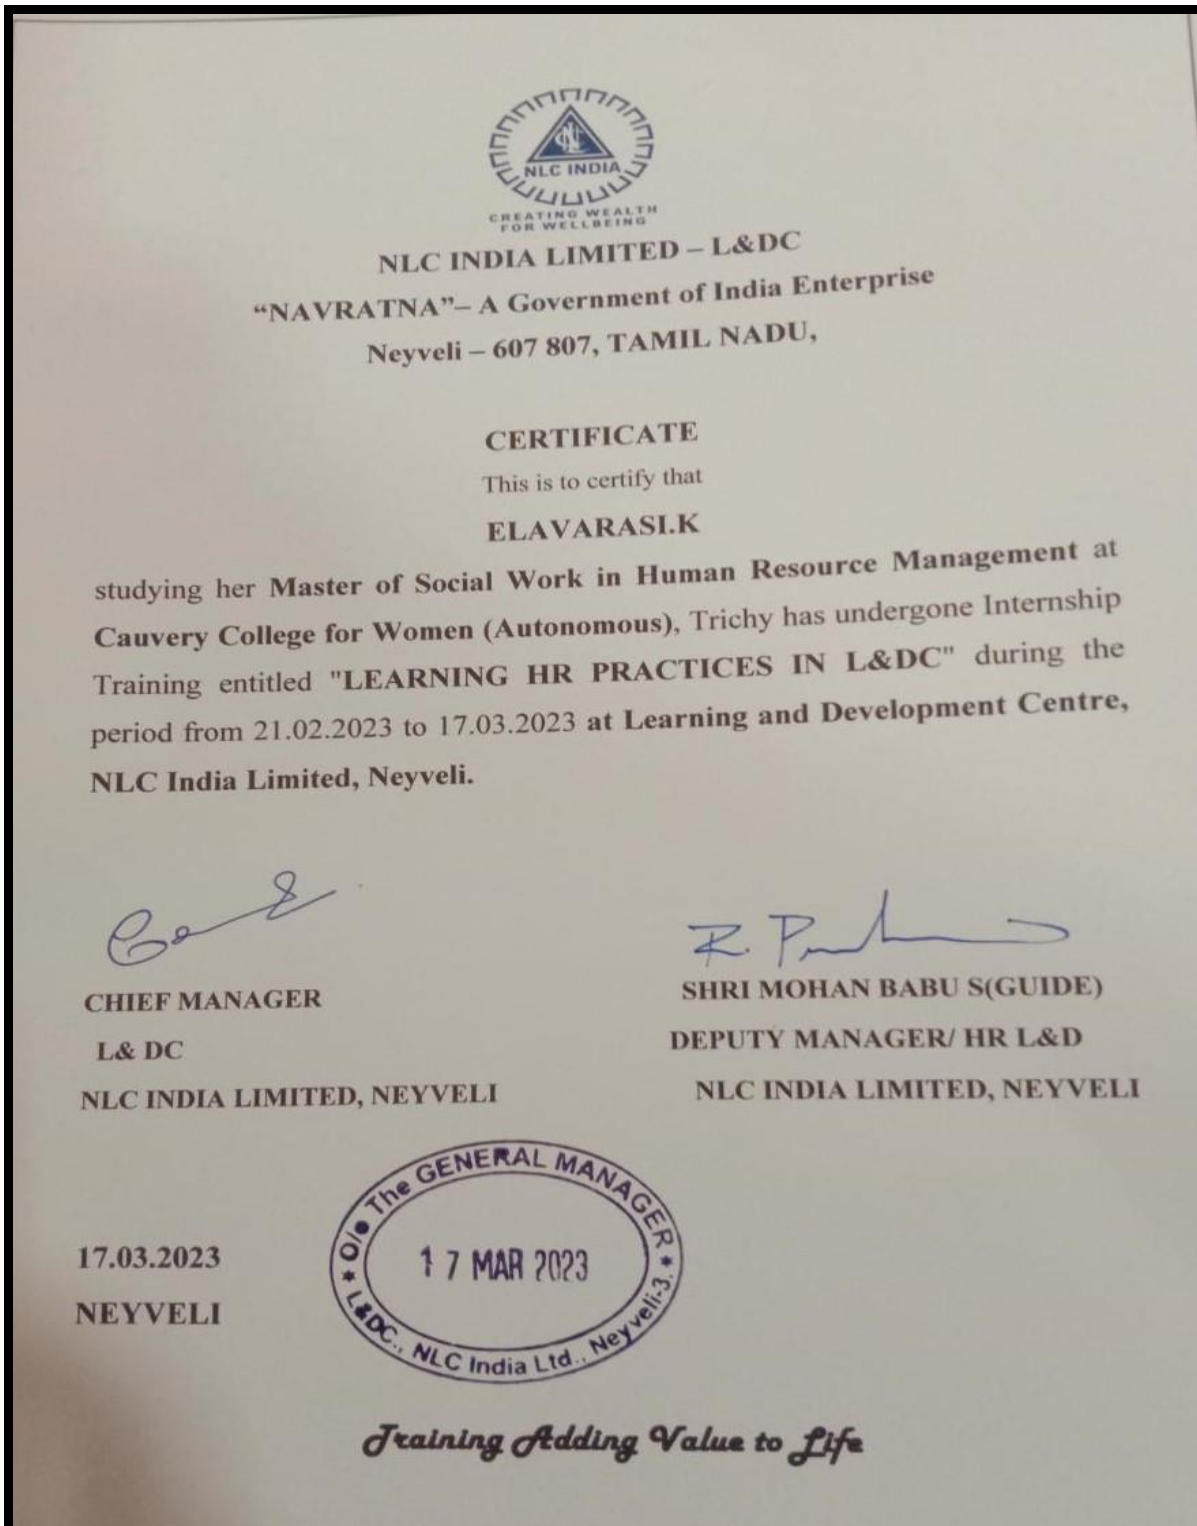 NLC INDIA
CREATING WEALTH
FOR WELLBEING
NLC INDIA LIMITED – L&DC
“NAVRATNA”– A Government of India Enterprise
Neyveli – 607 807, TAMIL NADU,
CERTIFICATE
This is to certify that
ELAVARASI.K
studying her Master of Social Work in Human Resource Management at
Cauvery College for Women (Autonomous), Trichy has undergone Internship
Training entitled "LEARNING HR PRACTICES IN L&DC" during the
period from 21.02.2023 to 17.03.2023 at Learning and Development Centre,
NLC India Limited, Neyveli.
CHIEF MANAGER
L& DC
NLC INDIA LIMITED, NEYVELI
SHRI MOHAN BABU S(GUIDE)
DEPUTY MANAGER/ HR L&D
NLC INDIA LIMITED, NEYVELI
17.03.2023
NEYVELI
O/o The GENERAL MANAGER
17 MAR 2023
L&DC., NLC India Ltd., Neyveli-3.
Training Adding Value to Life